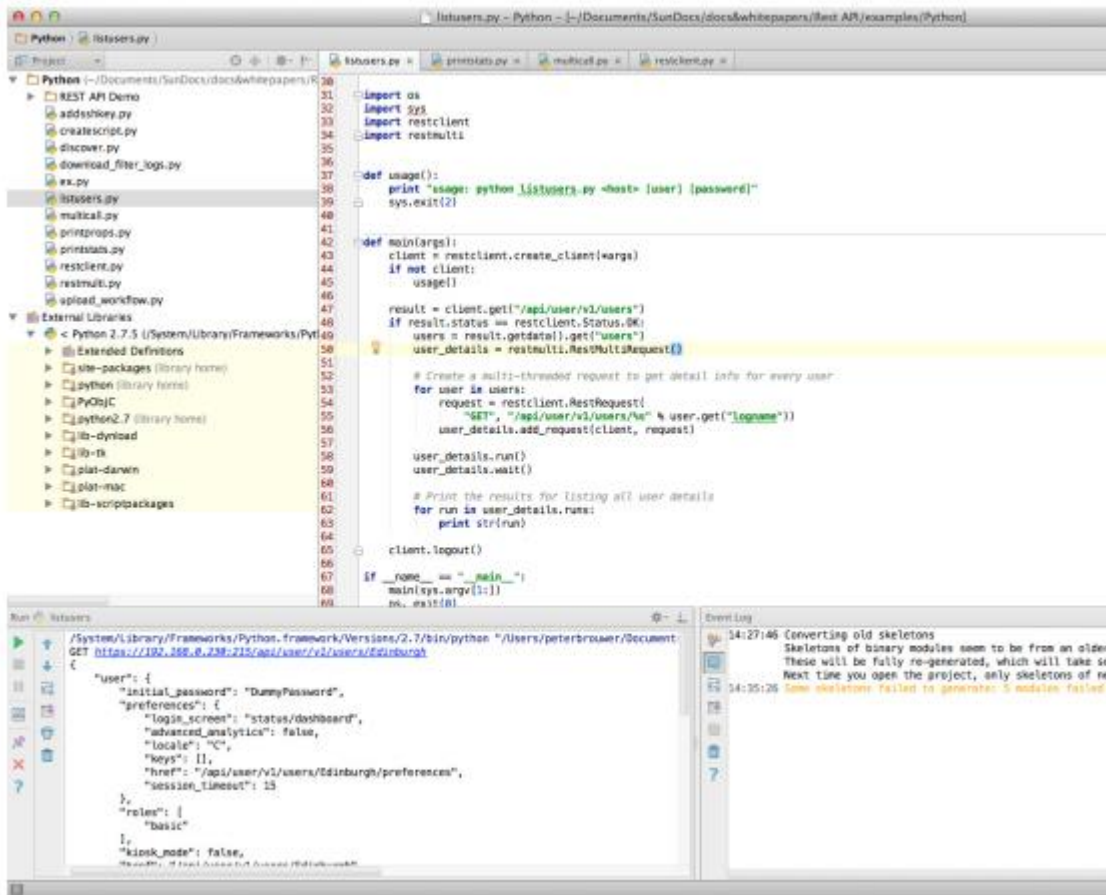 listusers.py - Python - [~/Documents/SunDocs/docs&whitepapers/Rest API/examples/Python]
Python listusers.py
Project
listusers.py printstats.py multicall.py restclient.py
Python (~/Documents/SunDocs/docs&whitepapers/R
REST API Demo
addsshkey.py
createscript.py
discover.py
download_filter_logs.py
ex.py
listusers.py
multicall.py
printprops.py
printstats.py
restclient.py
restmulti.py
upload_workflow.py
External Libraries
< Python 2.7.5 (/System/Library/Frameworks/Pyt
Extended Definitions
site-packages (library home)
python (library home)
PyObjC
python2.7 (library home)
lib-dynload
lib-tk
plat-darwin
plat-mac
lib-scriptpackages
30
31 import os
32 import sys
33 import restclient
34 import restmulti
35
36
37 def usage():
38 print "usage: python listusers.py <host> [user] [password]"
39 sys.exit(2)
40
41
42 def main(args):
43 client = restclient.create_client(*args)
44 if not client:
45 usage()
46
47 result = client.get("/api/user/v1/users")
48 if result.status == restclient.Status.OK:
49 users = result.getdata().get("users")
50 user_details = restmulti.RestMultiRequest()
51
52 # Create a multi-threaded request to get detail info for every user
53 for user in users:
54 request = restclient.RestRequest(
55 "GET", "/api/user/v1/users/%s" % user.get("logname"))
56 user_details.add_request(client, request)
57
58 user_details.run()
59 user_details.wait()
60
61 # Print the results for listing all user details
62 for run in user_details.runs:
63 print str(run)
64
65 client.logout()
66
67 if __name__ == "__main__":
68 main(sys.argv[1:])
69 os._exit(0)
Run listusers
/System/Library/Frameworks/Python.framework/Versions/2.7/bin/python "/Users/peterbrouwer/Document
GET https://192.168.0.230:215/api/user/v1/users/Edinburgh
{
"user": {
"initial_password": "DummyPassword",
"preferences": {
"login_screen": "status/dashboard",
"advanced_analytics": false,
"locale": "C",
"keys": [],
"href": "/api/user/v1/users/Edinburgh/preferences",
"session_timeout": 15
},
"roles": [
"basic"
],
"kiosk_mode": false,
"href": "/api/user/v1/users/Edinburgh"
Event Log
14:27:46 Converting old skeletons
Skeletons of binary modules seem to be from an older
These will be fully re-generated, which will take se
Next time you open the project, only skeletons of ne
14:35:26 Some skeletons failed to generate: 5 modules failed